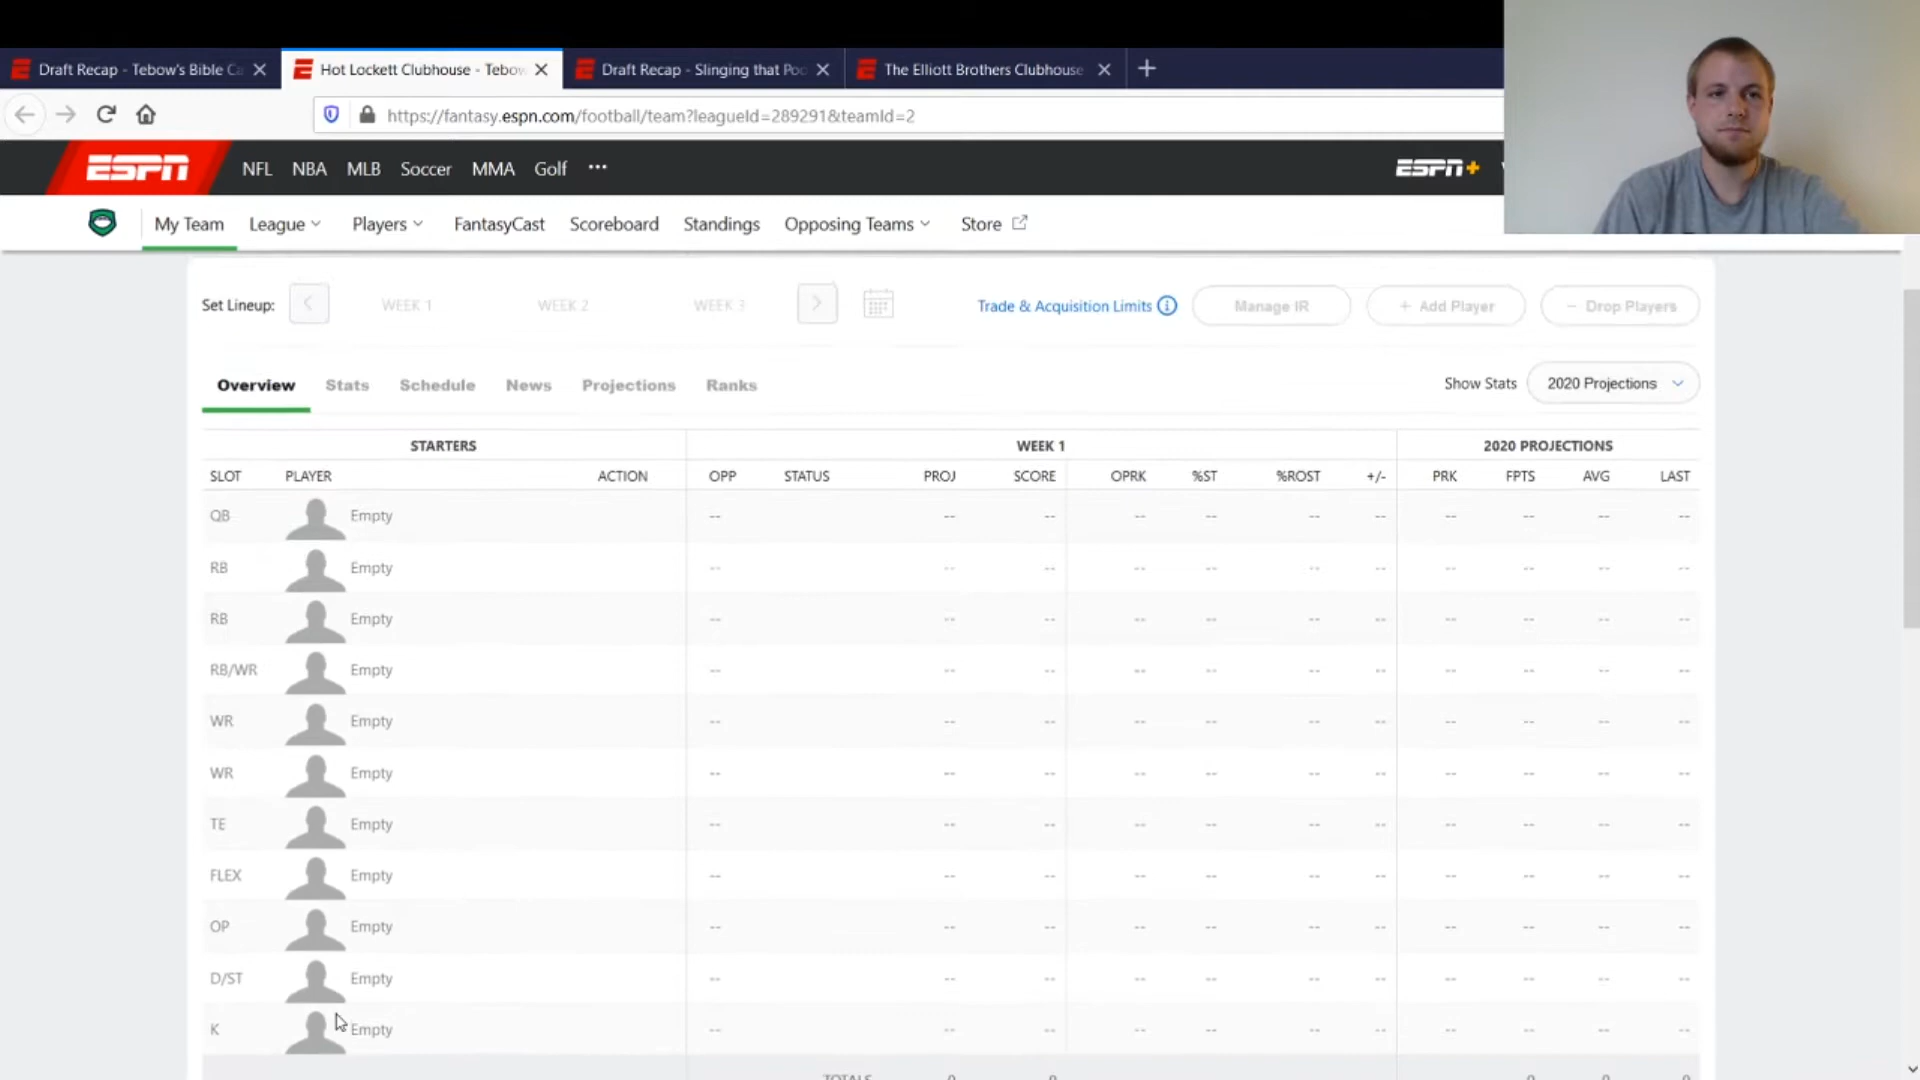 Draft Recap - Tebow's Bible Ca
Hot Lockett Clubhouse - Tebow
Draft Recap - Slinging that Poo
The Elliott Brothers Clubhouse
https://fantasy.espn.com/football/team?leagueId=289291&teamId=2
ESPN NFL NBA MLB Soccer MMA Golf ··· ESPN+
My Team League Players FantasyCast Scoreboard Standings Opposing Teams Store
Set Lineup: WEEK 1 WEEK 2 WEEK 3 Trade & Acquisition Limits Manage IR + Add Player − Drop Players
Overview Stats Schedule News Projections Ranks Show Stats 2020 Projections
STARTERS WEEK 1 2020 PROJECTIONS
SLOT PLAYER ACTION OPP STATUS PROJ SCORE OPRK %ST %ROST +/- PRK FPTS AVG LAST
QB Empty -- -- -- -- -- -- -- -- -- -- --
RB Empty -- -- -- -- -- -- -- -- -- -- --
RB Empty -- -- -- -- -- -- -- -- -- -- --
RB/WR Empty -- -- -- -- -- -- -- -- -- -- --
WR Empty -- -- -- -- -- -- -- -- -- -- --
WR Empty -- -- -- -- -- -- -- -- -- -- --
TE Empty -- -- -- -- -- -- -- -- -- -- --
FLEX Empty -- -- -- -- -- -- -- -- -- -- --
OP Empty -- -- -- -- -- -- -- -- -- -- --
D/ST Empty -- -- -- -- -- -- -- -- -- -- --
K Empty -- -- -- -- -- -- -- -- -- -- --
TOTALS